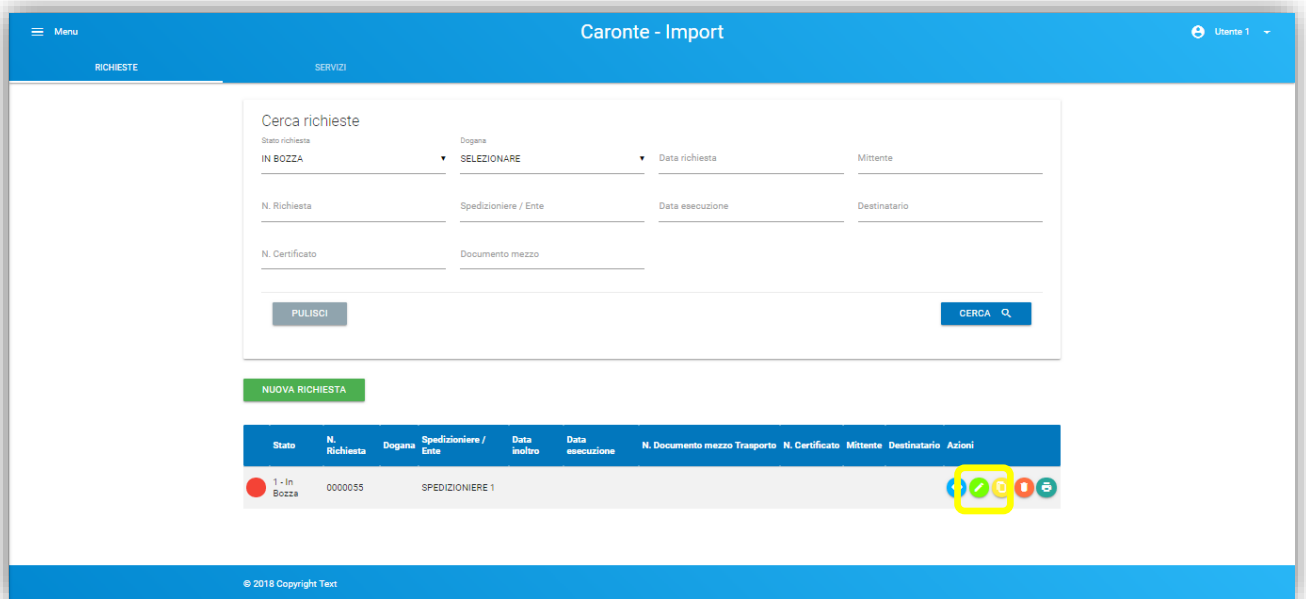 Menu
Caronte - Import
Utente 1
RICHIESTE
SERVIZI
Cerca richieste
Stato richiesta
Dogana
IN BOZZA
SELEZIONARE
Data richiesta
Mittente
N. Richiesta
Spedizioniere / Ente
Data esecuzione
Destinatario
N. Certificato
Documento mezzo
PULISCI
CERCA
NUOVA RICHIESTA
Stato
N. Richiesta
Dogana
Spedizioniere / Ente
Data inoltro
Data esecuzione
N. Documento mezzo Trasporto
N. Certificato
Mittente
Destinatario
Azioni
1 - In Bozza
0000055
SPEDIZIONIERE 1
© 2018 Copyright Text